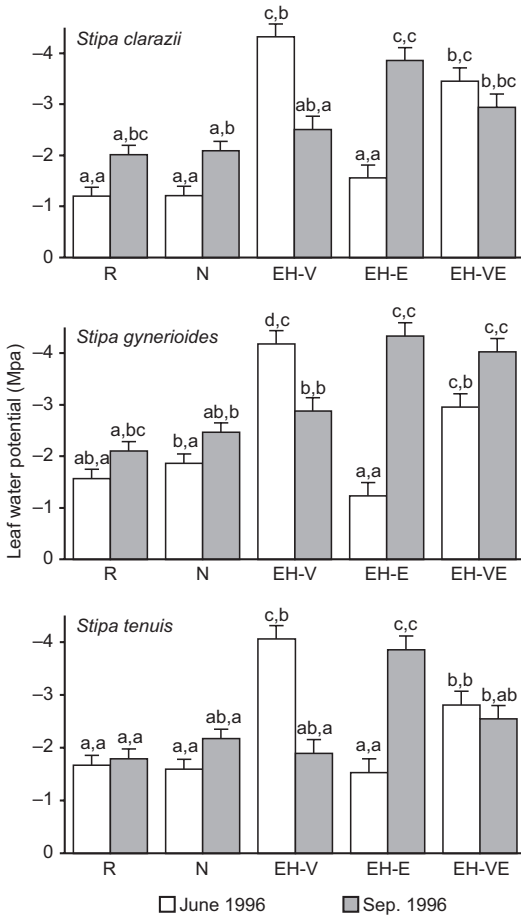 Leaf water potential (Mpa)
Stipa clarazii
–4
–3
–2
–1
0
a,a
a,bc
a,a
a,b
c,b
ab,a
a,a
c,c
b,c
b,bc
R
N
EH-V
EH-E
EH-VE
Stipa gynerioides
–4
–3
–2
–1
0
ab,a
a,bc
b,a
ab,b
d,c
b,b
a,a
c,c
c,b
c,c
R
N
EH-V
EH-E
EH-VE
Stipa tenuis
–4
–3
–2
–1
0
a,a
a,a
a,a
ab,a
c,b
ab,a
a,a
c,c
b,b
b,ab
R
N
EH-V
EH-E
EH-VE
June 1996
Sep. 1996